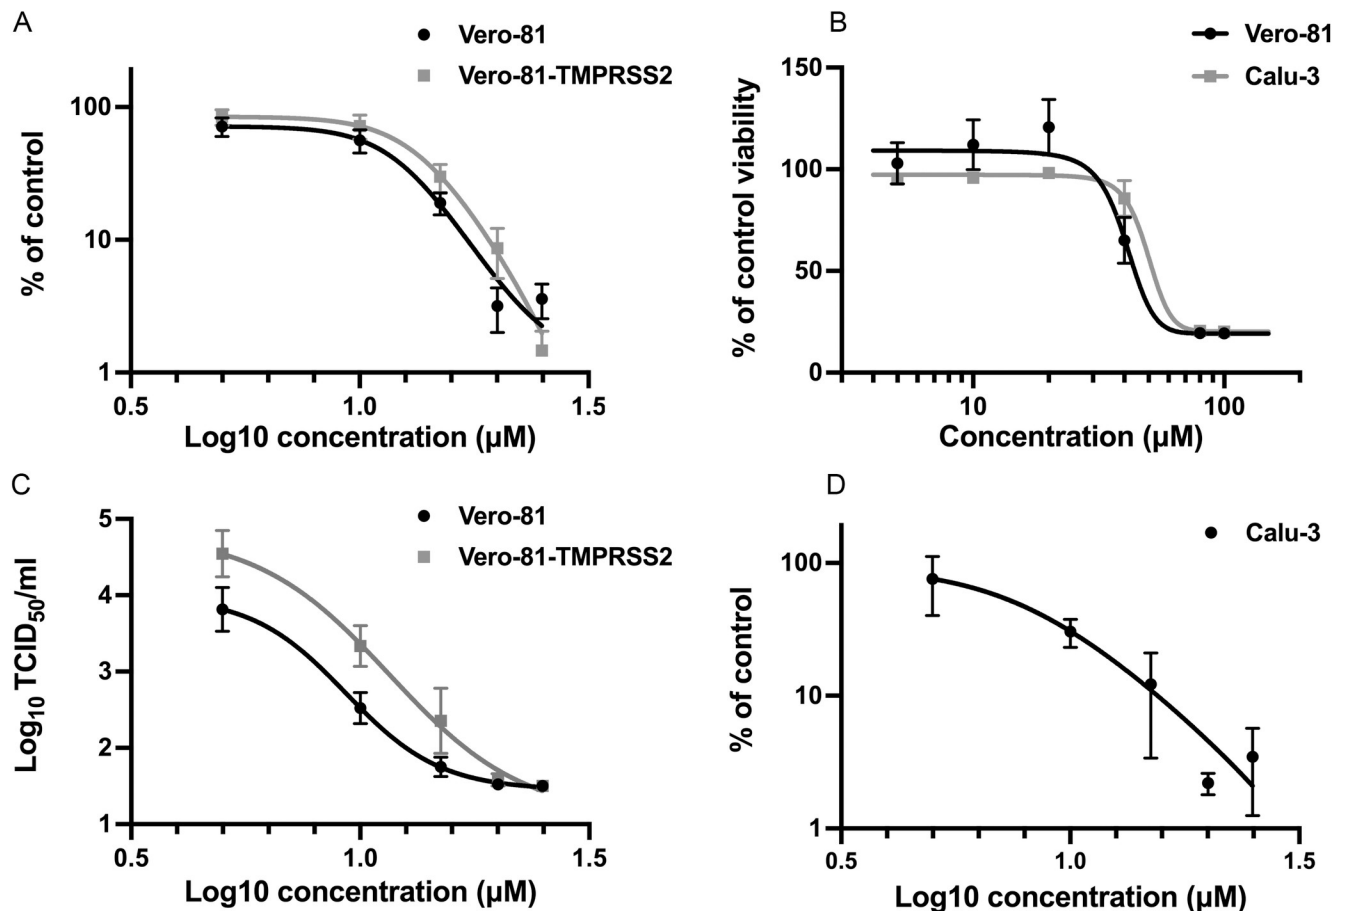 A
Vero-81
Vero-81-TMPRSS2
100
10
1
% of control
0.5
1.0
1.5
Log10 concentration (µM)
B
Vero-81
Calu-3
150
100
50
0
% of control viability
10
100
Concentration (µM)
C
Vero-81
Vero-81-TMPRSS2
5
4
3
2
1
Log10 TCID50/ml
0.5
1.0
1.5
Log10 concentration (µM)
D
Calu-3
100
10
1
% of control
0.5
1.0
1.5
Log10 concentration (µM)